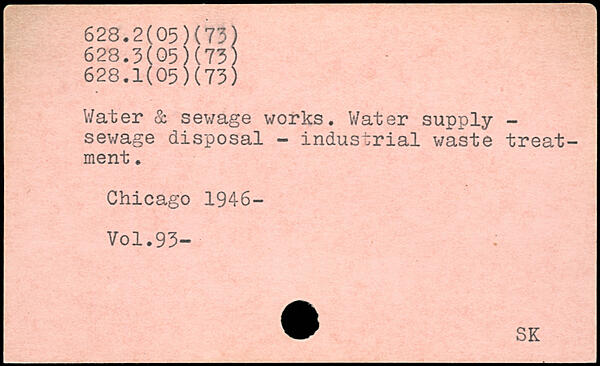 628.2(05)(73)
628.3(05)(73)
628.1(05)(73)
Water & sewage works. Water supply -
sewage disposal - industrial waste treat-
ment.
Chicago 1946-
Vol.93-
SK